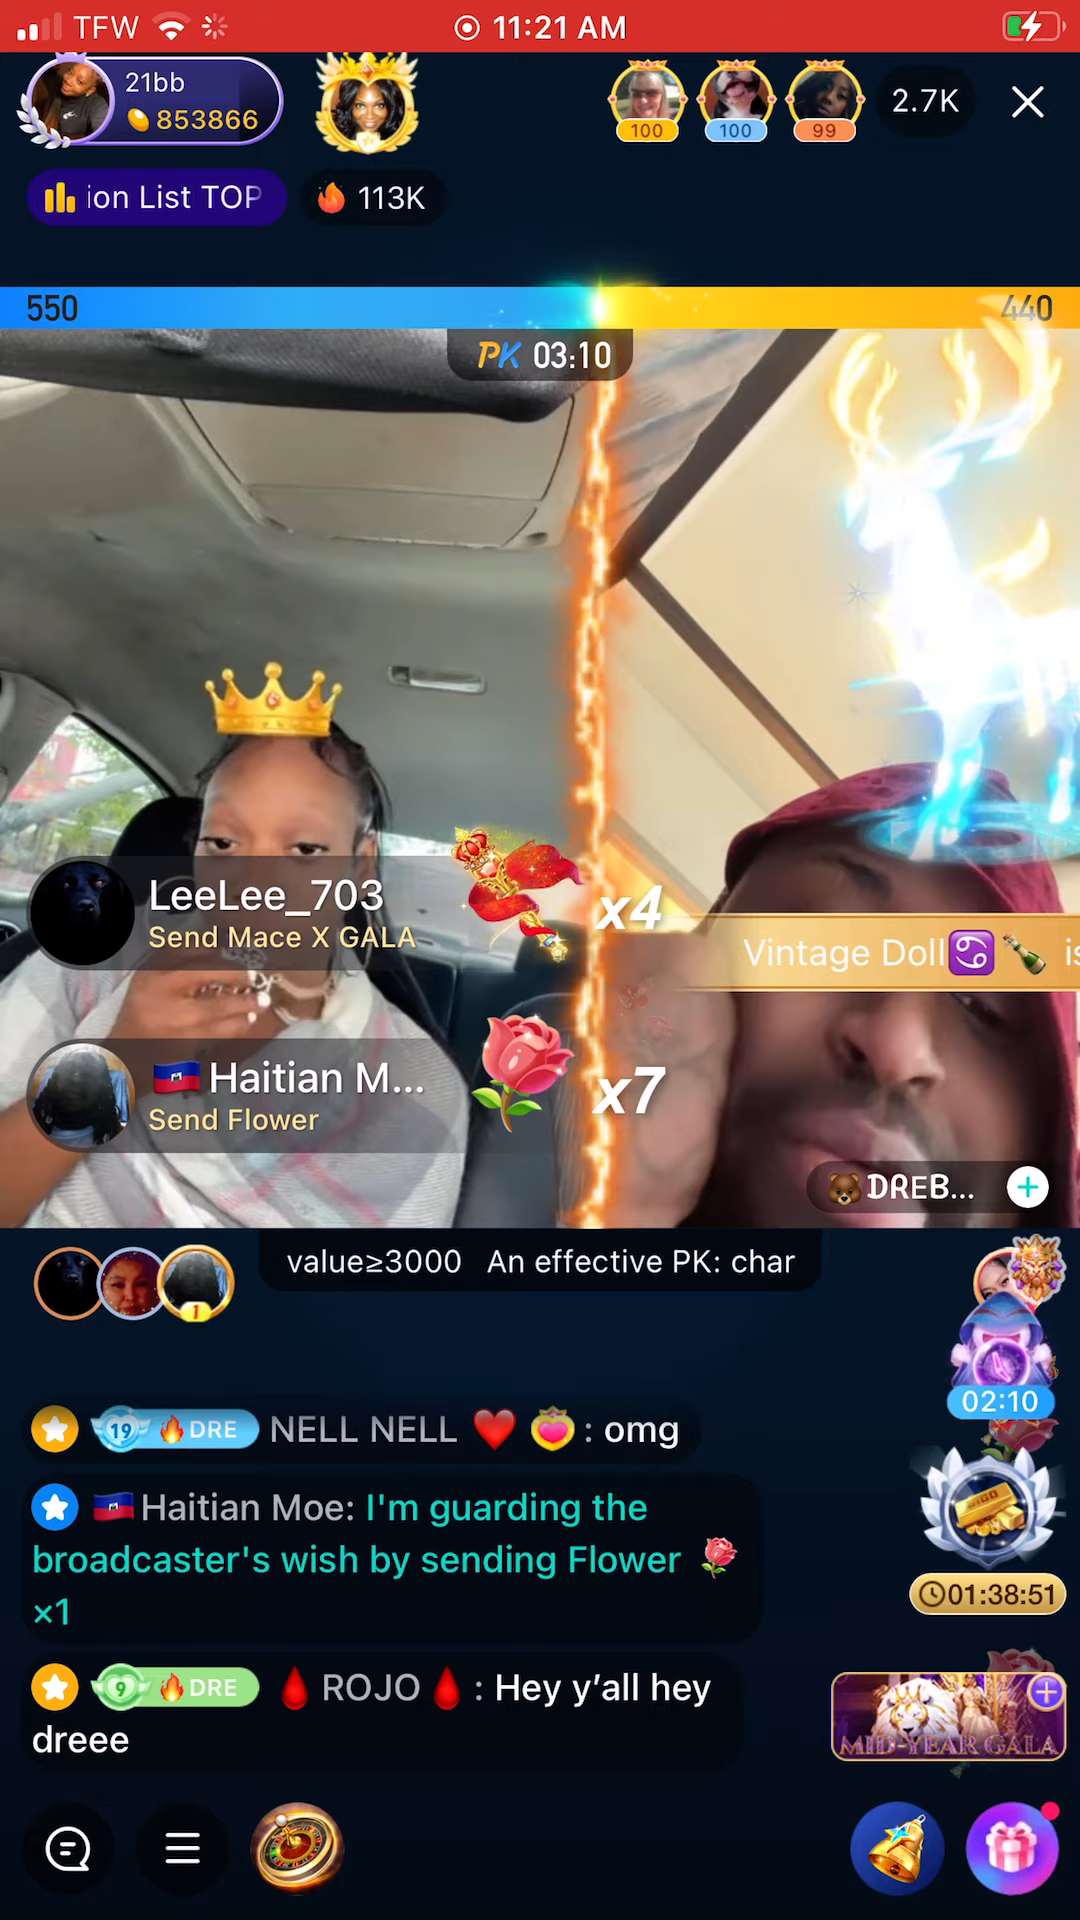 TFW 11:21 AM
21bb
853866
100
100
99
2.7K
ion List TOP
113K
550
440
PK 03:10
LeeLee_703
Send Mace X GALA
x4
Vintage Doll♋🍾 is
🇭🇹 Haitian M...
Send Flower
x7
🐻DREB...
value≥3000 An effective PK: char
1
02:10
19 🔥DRE NELL NELL ❤️ 💝 : omg
🇭🇹Haitian Moe: I'm guarding the
broadcaster's wish by sending Flower 🌹
×1
01:38:51
9 🔥DRE 🩸 ROJO 🩸 : Hey y’all hey
dreee
MID-YEAR GALA